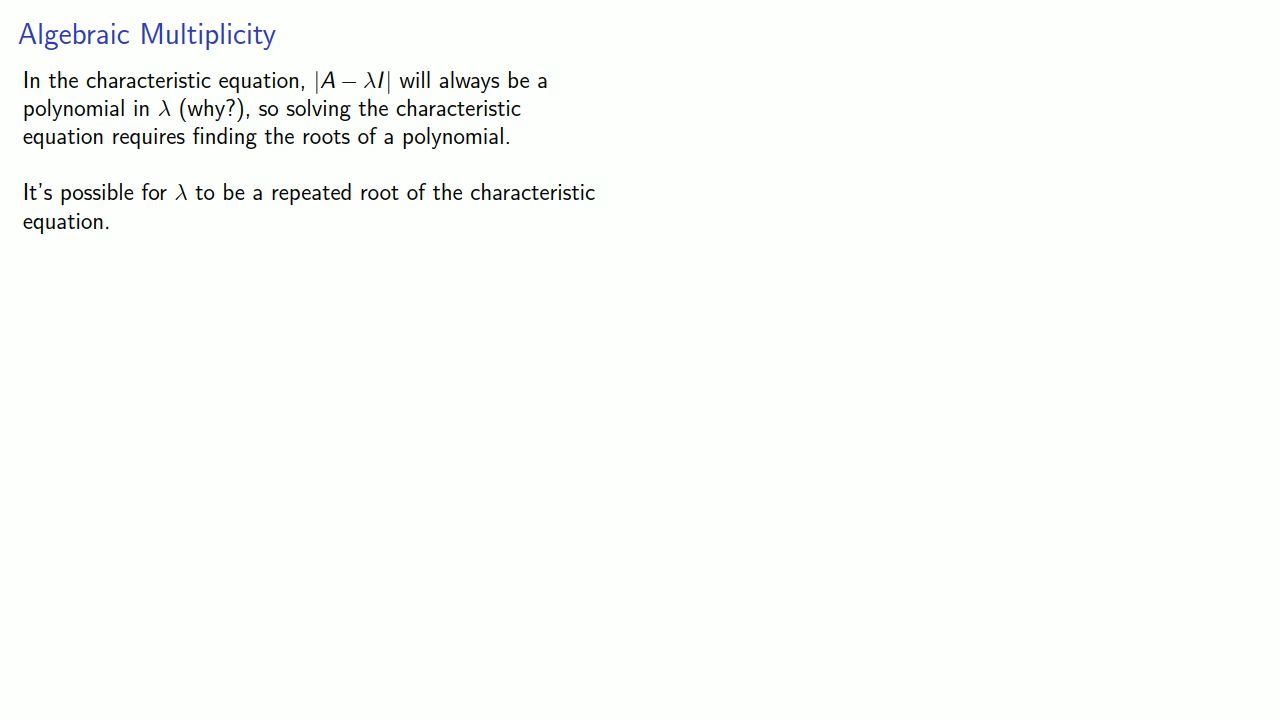 Algebraic Multiplicity
In the characteristic equation, |A − λI| will always be a
polynomial in λ (why?), so solving the characteristic
equation requires finding the roots of a polynomial.
It's possible for λ to be a repeated root of the characteristic
equation.